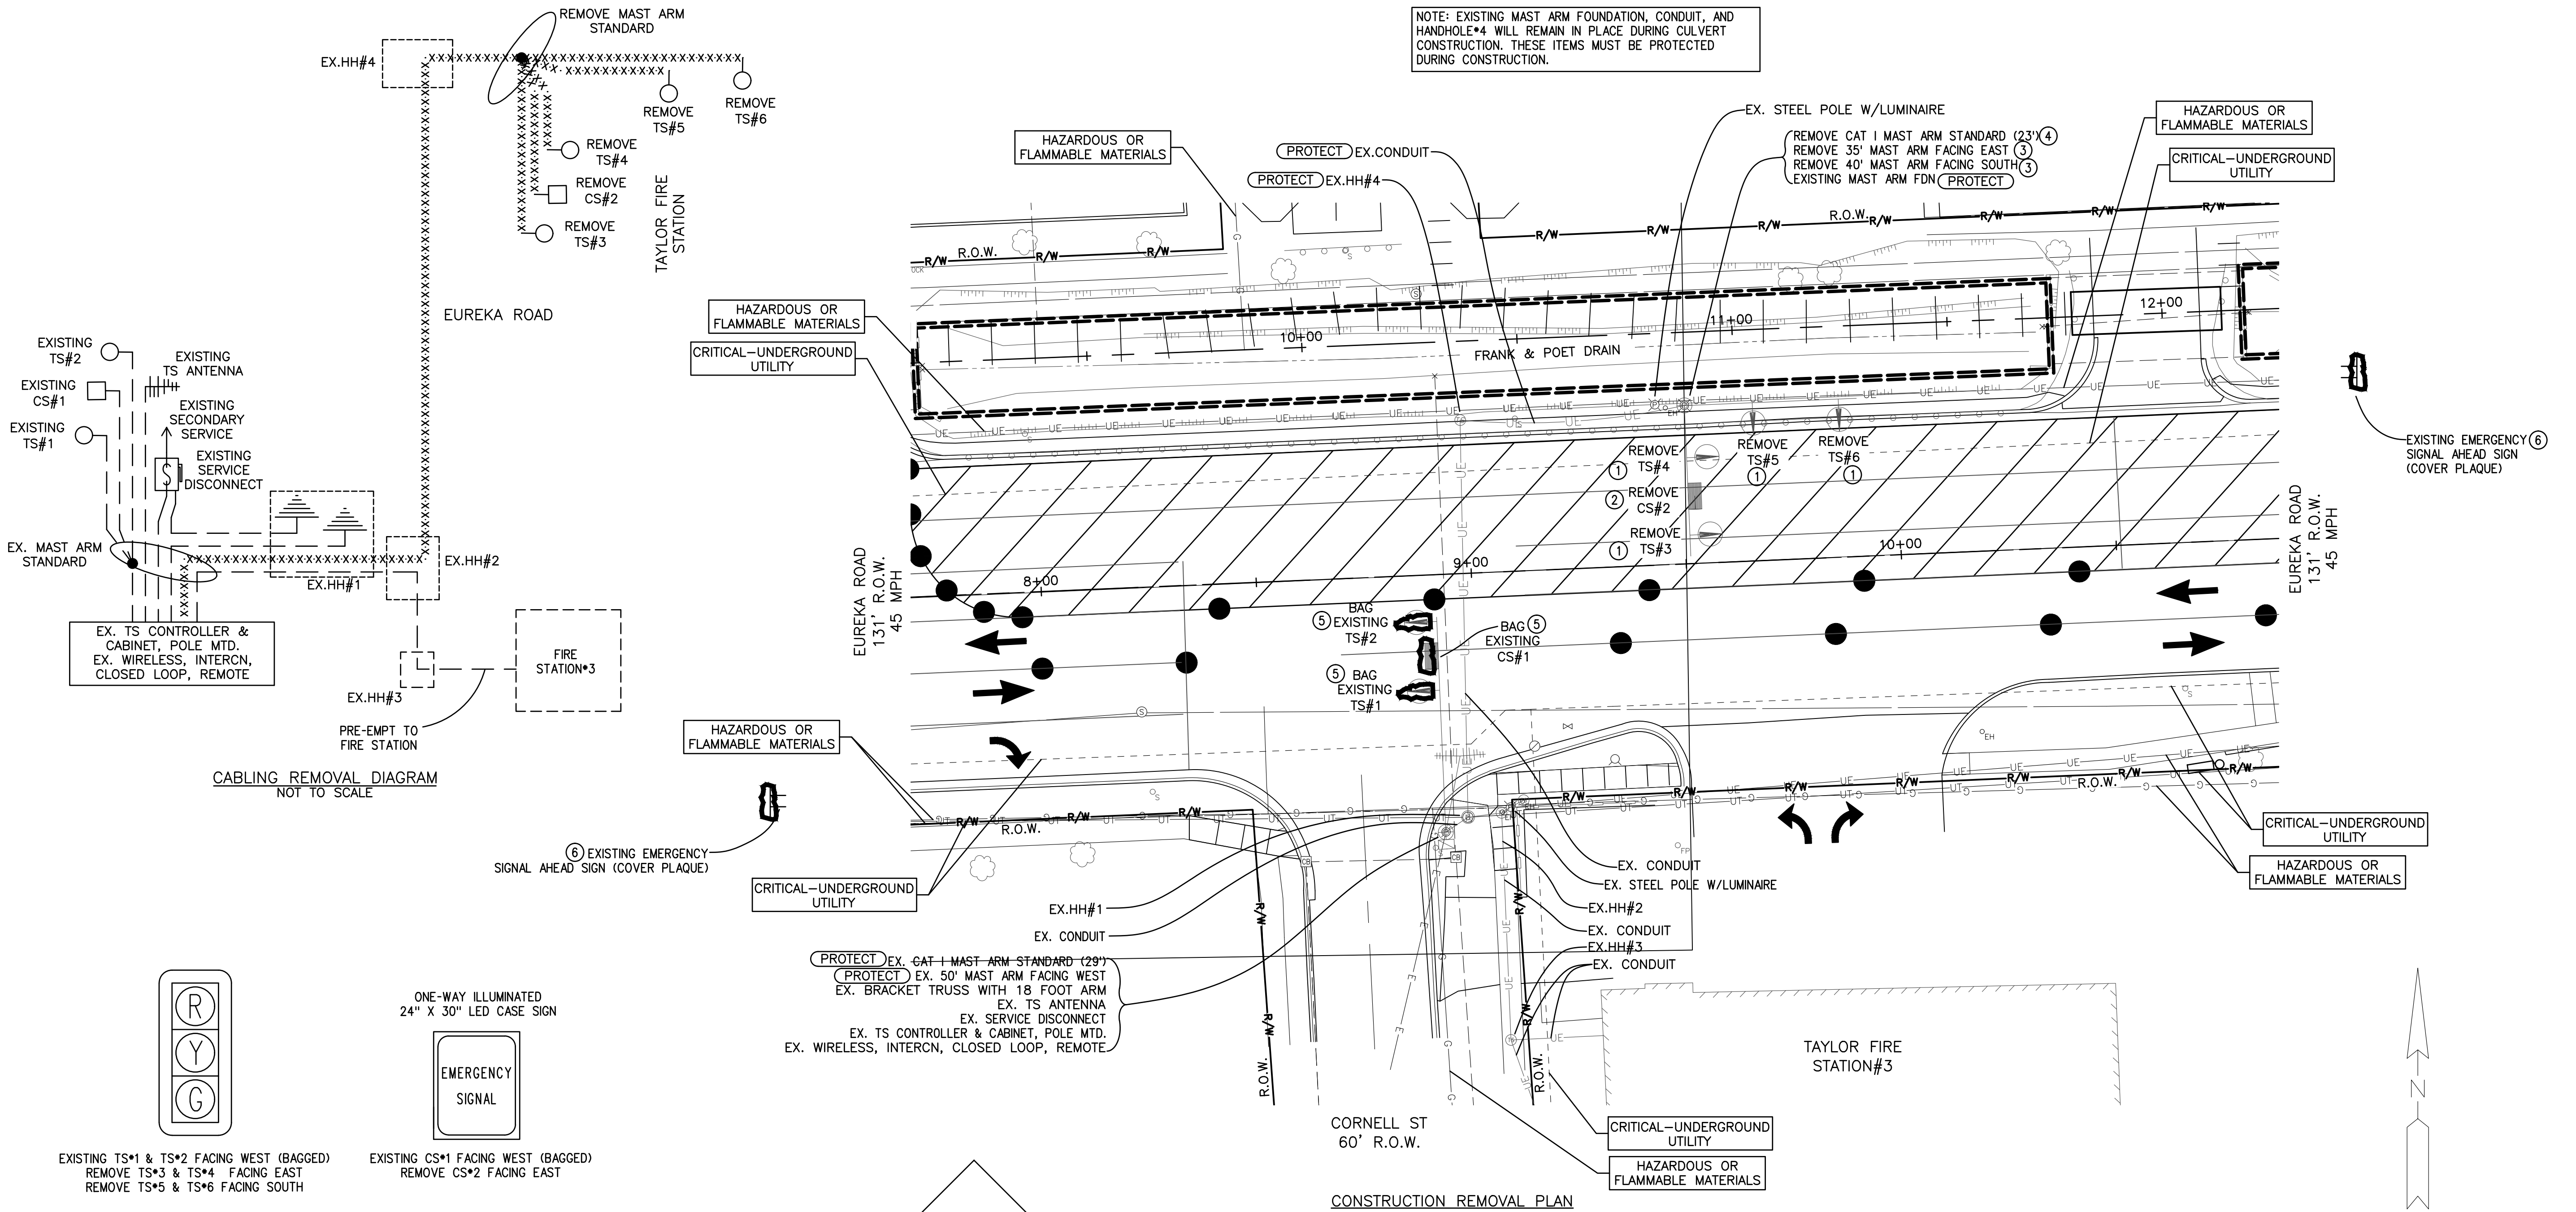 REMOVE MAST ARM
STANDARD
EX.HH#4
REMOVE
TS#5
REMOVE
TS#6
REMOVE
TS#4
REMOVE
CS#2
REMOVE
TS#3
TAYLOR FIRE
STATION
EUREKA ROAD
EXISTING
TS#2
EXISTING
TS ANTENNA
EXISTING
CS#1
EXISTING
SECONDARY
SERVICE
EXISTING
TS#1
EXISTING
SERVICE
DISCONNECT
S
EX. MAST ARM
STANDARD
EX.HH#1
EX.HH#2
EX. TS CONTROLLER &
CABINET, POLE MTD.
EX. WIRELESS, INTERCN,
CLOSED LOOP, REMOTE
FIRE
STATION•3
EX.HH#3
PRE-EMPT TO
FIRE STATION
CABLING REMOVAL DIAGRAM
NOT TO SCALE
NOTE: EXISTING MAST ARM FOUNDATION, CONDUIT, AND
HANDHOLE•4 WILL REMAIN IN PLACE DURING CULVERT
CONSTRUCTION. THESE ITEMS MUST BE PROTECTED
DURING CONSTRUCTION.
HAZARDOUS OR
FLAMMABLE MATERIALS
PROTECT EX.CONDUIT
PROTECT EX.HH#4
EX. STEEL POLE W/LUMINAIRE
REMOVE CAT I MAST ARM STANDARD (23') 4
REMOVE 35' MAST ARM FACING EAST 3
REMOVE 40' MAST ARM FACING SOUTH 3
EXISTING MAST ARM FDN PROTECT
HAZARDOUS OR
FLAMMABLE MATERIALS
CRITICAL-UNDERGROUND
UTILITY
R/W R.O.W. R/W R/W
R/W R/W R/W R.O.W. R/W R/W R/W R/W
HAZARDOUS OR
FLAMMABLE MATERIALS
CRITICAL-UNDERGROUND
UTILITY
10+00
11+00
12+00
FRANK & POET DRAIN
UE UE UE UE UE UE UE UE UE UE UE
EH
REMOVE
TS#4
1
REMOVE
TS#5
1
REMOVE
TS#6
1
2 REMOVE
CS#2
REMOVE
1 TS#3
EXISTING EMERGENCY 6
SIGNAL AHEAD SIGN
(COVER PLAQUE)
EUREKA ROAD
131' R.O.W.
45 MPH
8+00
9+00
10+00
EUREKA ROAD
131' R.O.W.
45 MPH
BAG
5 EXISTING
TS#2
BAG 5
EXISTING
CS#1
5 BAG
EXISTING
TS#1
HAZARDOUS OR
FLAMMABLE MATERIALS
6 EXISTING EMERGENCY
SIGNAL AHEAD SIGN (COVER PLAQUE)
R/W R.O.W. R/W R/W
R/W R/W R/W R/W R/W R/W R.O.W. R/W R/W
CRITICAL-UNDERGROUND
UTILITY
CRITICAL-UNDERGROUND
UTILITY
HAZARDOUS OR
FLAMMABLE MATERIALS
EX.HH#1
EX. CONDUIT
PROTECT EX. CAT I MAST ARM STANDARD (29')
PROTECT EX. 50' MAST ARM FACING WEST
EX. BRACKET TRUSS WITH 18 FOOT ARM
EX. TS ANTENNA
EX. SERVICE DISCONNECT
EX. TS CONTROLLER & CABINET, POLE MTD.
EX. WIRELESS, INTERCN, CLOSED LOOP, REMOTE
EX. CONDUIT
EX. STEEL POLE W/LUMINAIRE
EX.HH#2
EX. CONDUIT
EX.HH#3
EX. CONDUIT
CB
CB
R/W
R/W
R.O.W.
R/W
R/W
R.O.W.
TAYLOR FIRE
STATION#3
CORNELL ST
60' R.O.W.
CRITICAL-UNDERGROUND
UTILITY
HAZARDOUS OR
FLAMMABLE MATERIALS
CONSTRUCTION REMOVAL PLAN
N
R
Y
G
EXISTING TS•1 & TS•2 FACING WEST (BAGGED)
REMOVE TS•3 & TS•4 FACING EAST
REMOVE TS•5 & TS•6 FACING SOUTH
ONE-WAY ILLUMINATED
24" X 30" LED CASE SIGN
EMERGENCY
SIGNAL
EXISTING CS•1 FACING WEST (BAGGED)
REMOVE CS•2 FACING EAST